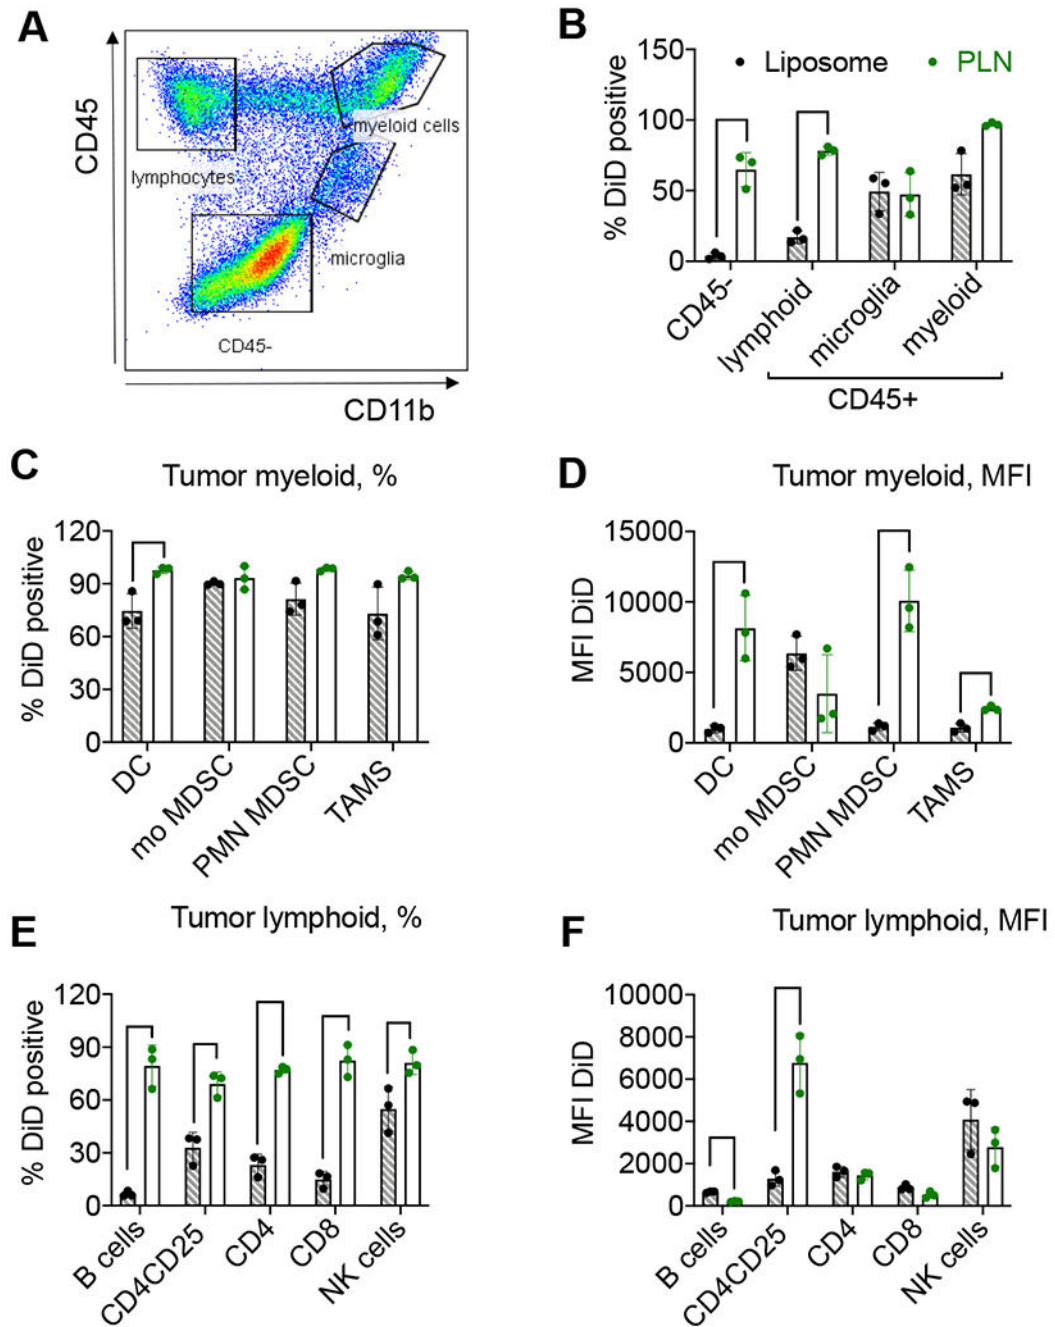 A
CD45
lymphocytes
myeloid cells
microglia
CD45-
CD11b
B
Liposome PLN
% DiD positive
150
100
50
0
CD45- lymphoid microglia myeloid
CD45+
C
Tumor myeloid, %
% DiD positive
120
90
60
30
0
DC mo MDSC PMN MDSC TAMS
D
Tumor myeloid, MFI
MFI DiD
15000
10000
5000
0
DC mo MDSC PMN MDSC TAMS
E
Tumor lymphoid, %
% DiD positive
120
90
60
30
0
B cells CD4CD25 CD4 CD8 NK cells
F
Tumor lymphoid, MFI
MFI DiD
10000
8000
6000
4000
2000
0
B cells CD4CD25 CD4 CD8 NK cells